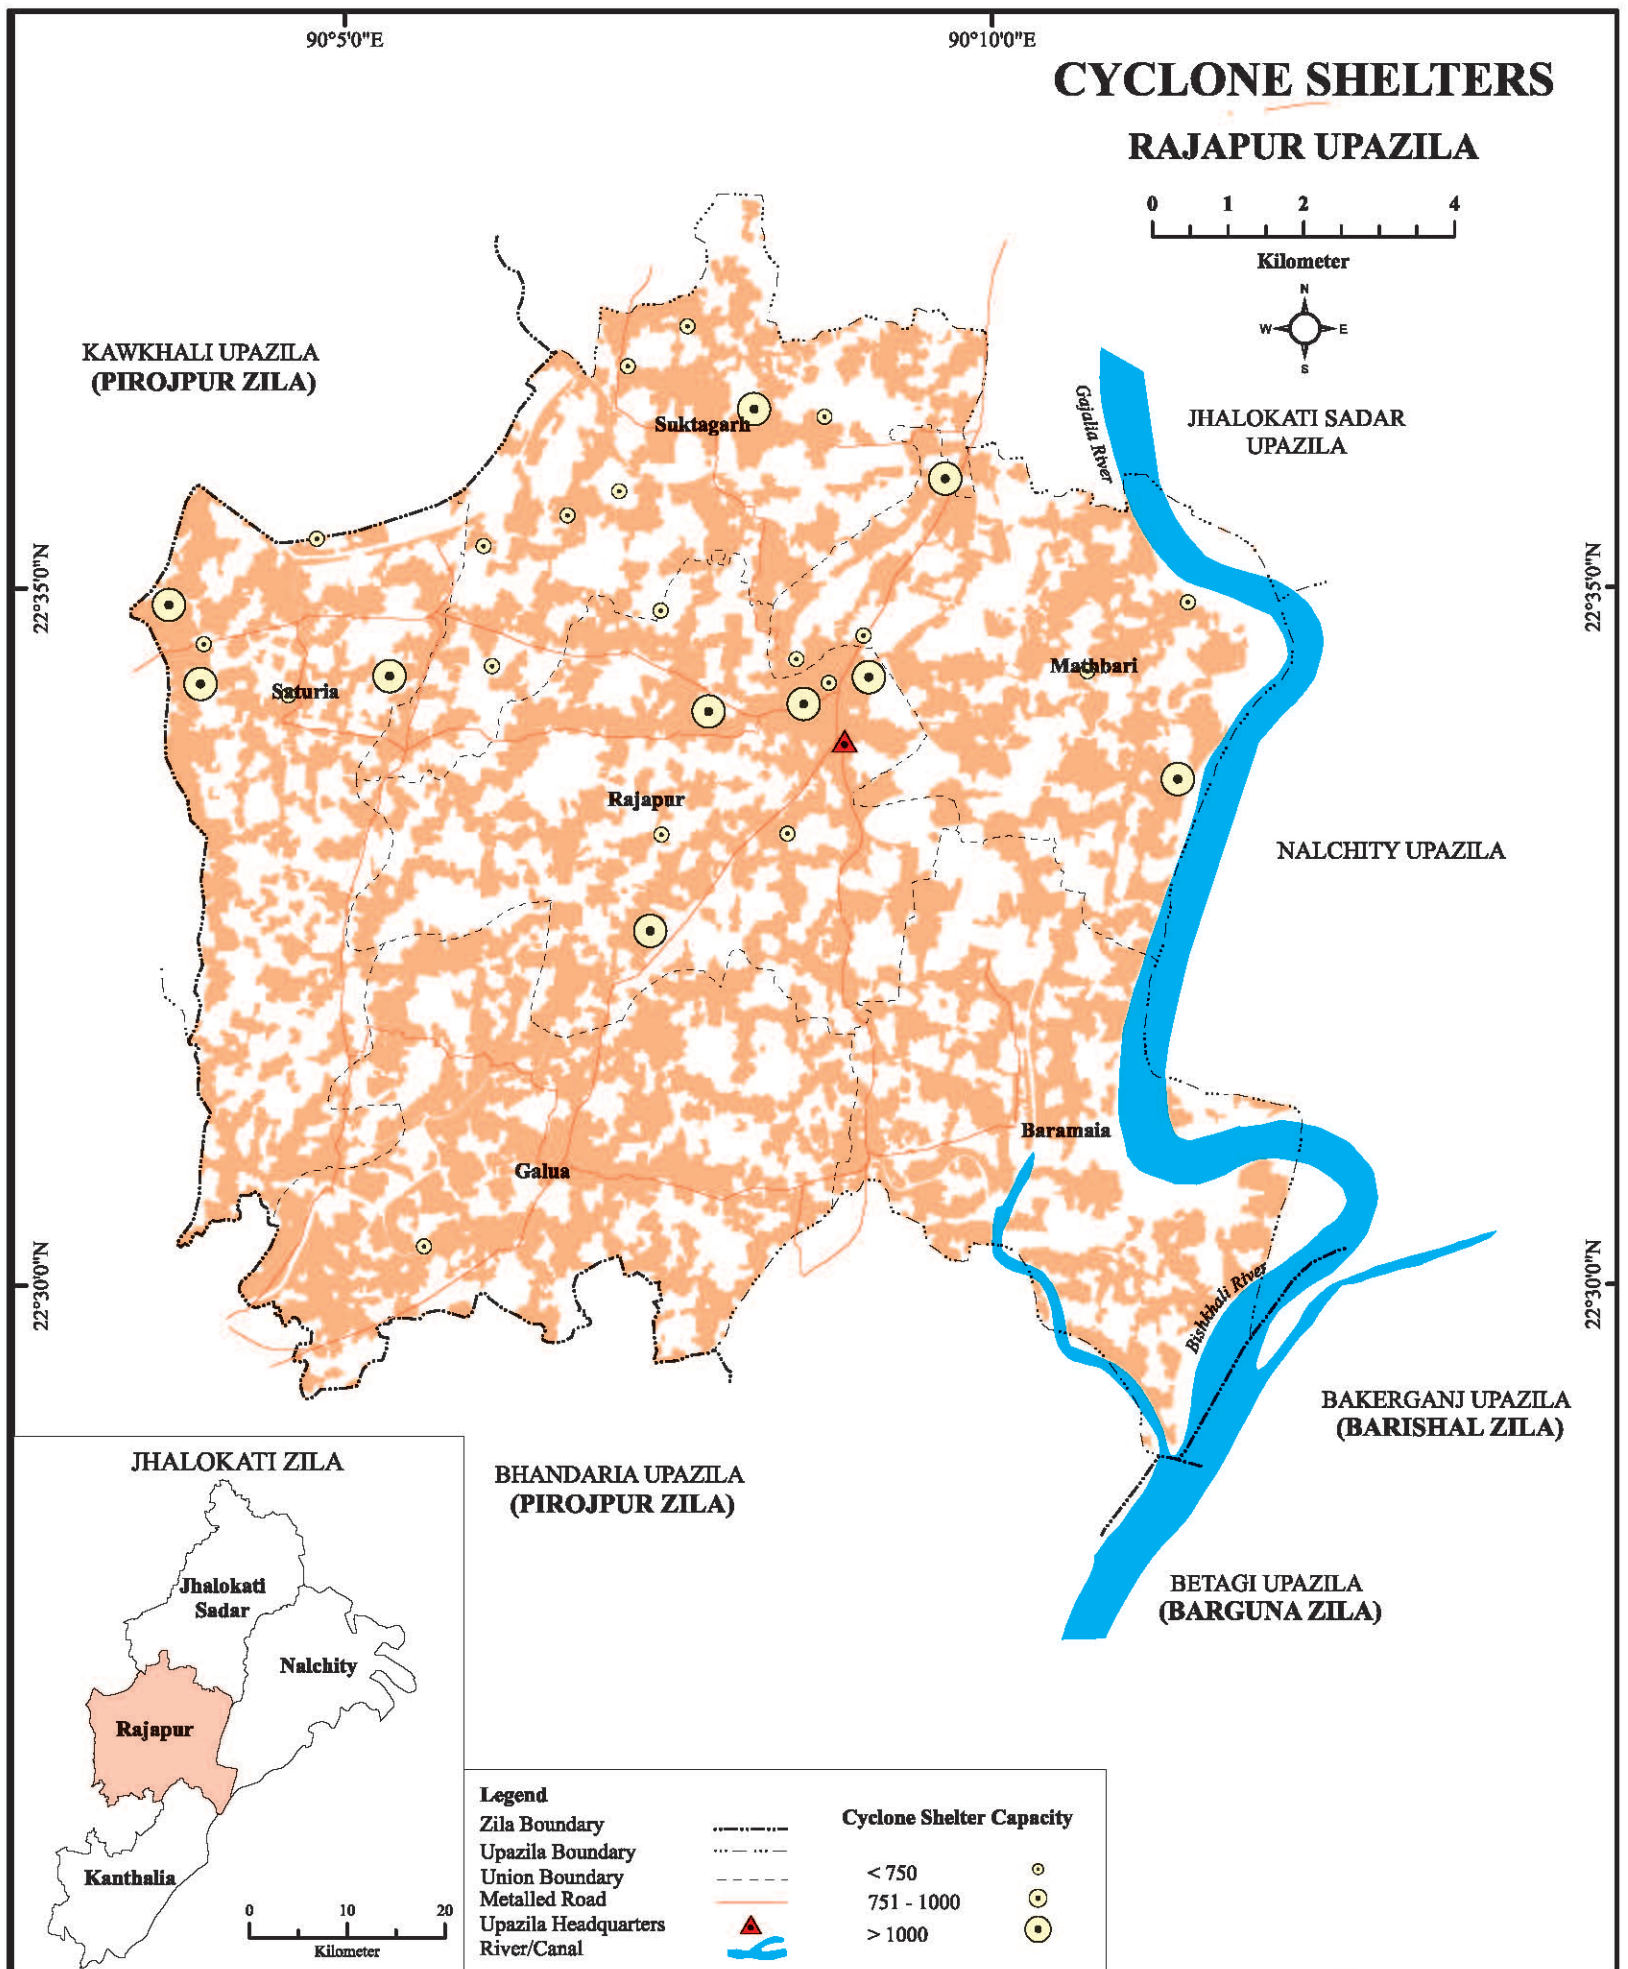 90°5'0"E
90°10'0"E
CYCLONE SHELTERS
RAJAPUR UPAZILA
0 1 2 4
Kilometer
N
W E
S
KAWKHALI UPAZILA
(PIROJPUR ZILA)
Gajalia River
JHALOKATI SADAR
UPAZILA
Suktagarh
22°35'0"N
22°35'0"N
Mathbari
Saturia
Rajapur
NALCHITY UPAZILA
Baramaia
Galua
22°30'0"N
22°30'0"N
Bishkhali River
BAKERGANJ UPAZILA
(BARISHAL ZILA)
BHANDARIA UPAZILA
(PIROJPUR ZILA)
BETAGI UPAZILA
(BARGUNA ZILA)
JHALOKATI ZILA
Jhalokati
Sadar
Nalchity
Rajapur
Kanthalia
0 10 20
Kilometer
Legend
Zila Boundary
Upazila Boundary
Union Boundary
Metalled Road
Upazila Headquarters
River/Canal
Cyclone Shelter Capacity
< 750
751 - 1000
> 1000